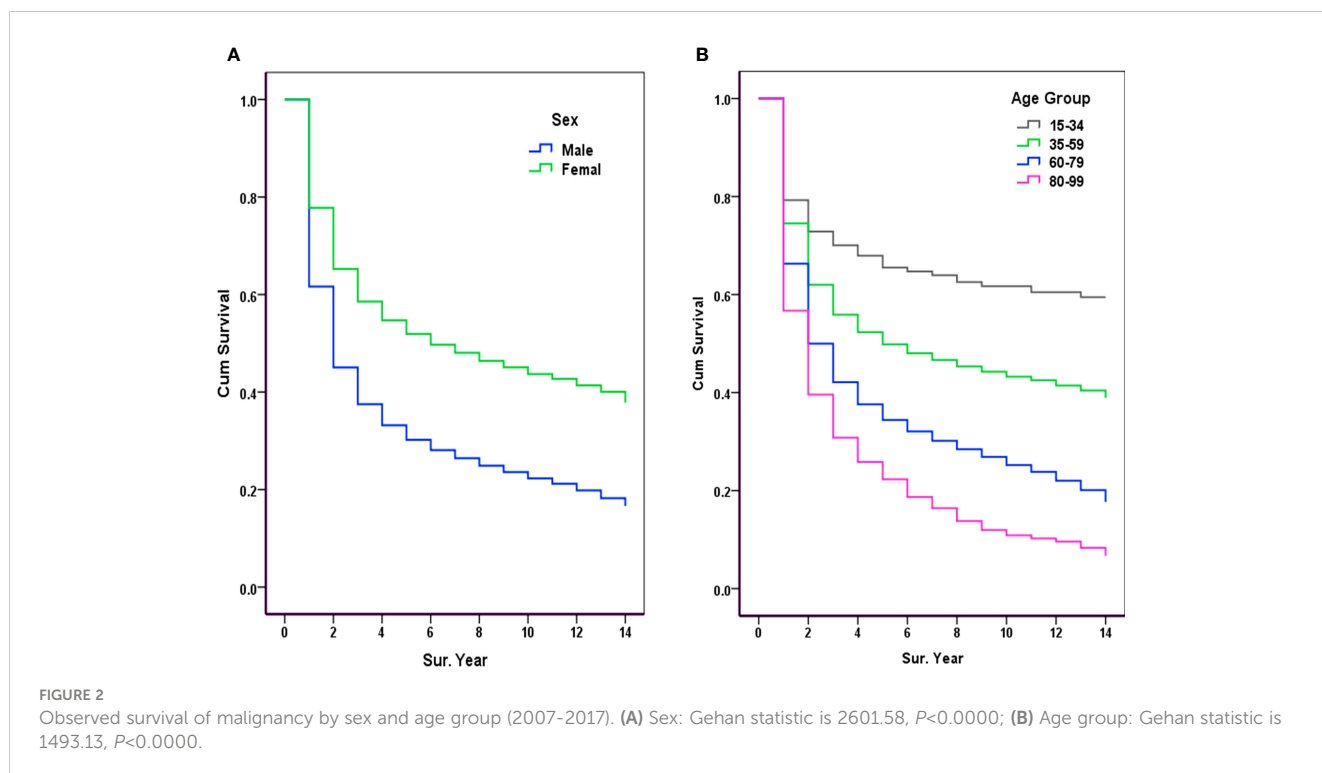 A
Sex
Male
Femal
1.0
0.8
0.6
0.4
0.2
0.0
Cum Survival
0 2 4 6 8 10 12 14
Sur. Year
B
Age Group
15-34
35-59
60-79
80-99
1.0
0.8
0.6
0.4
0.2
0.0
Cum Survival
0 2 4 6 8 10 12 14
Sur. Year
FIGURE 2
Observed survival of malignancy by sex and age group (2007-2017). (A) Sex: Gehan statistic is 2601.58, P<0.0000; (B) Age group: Gehan statistic is
1493.13, P<0.0000.